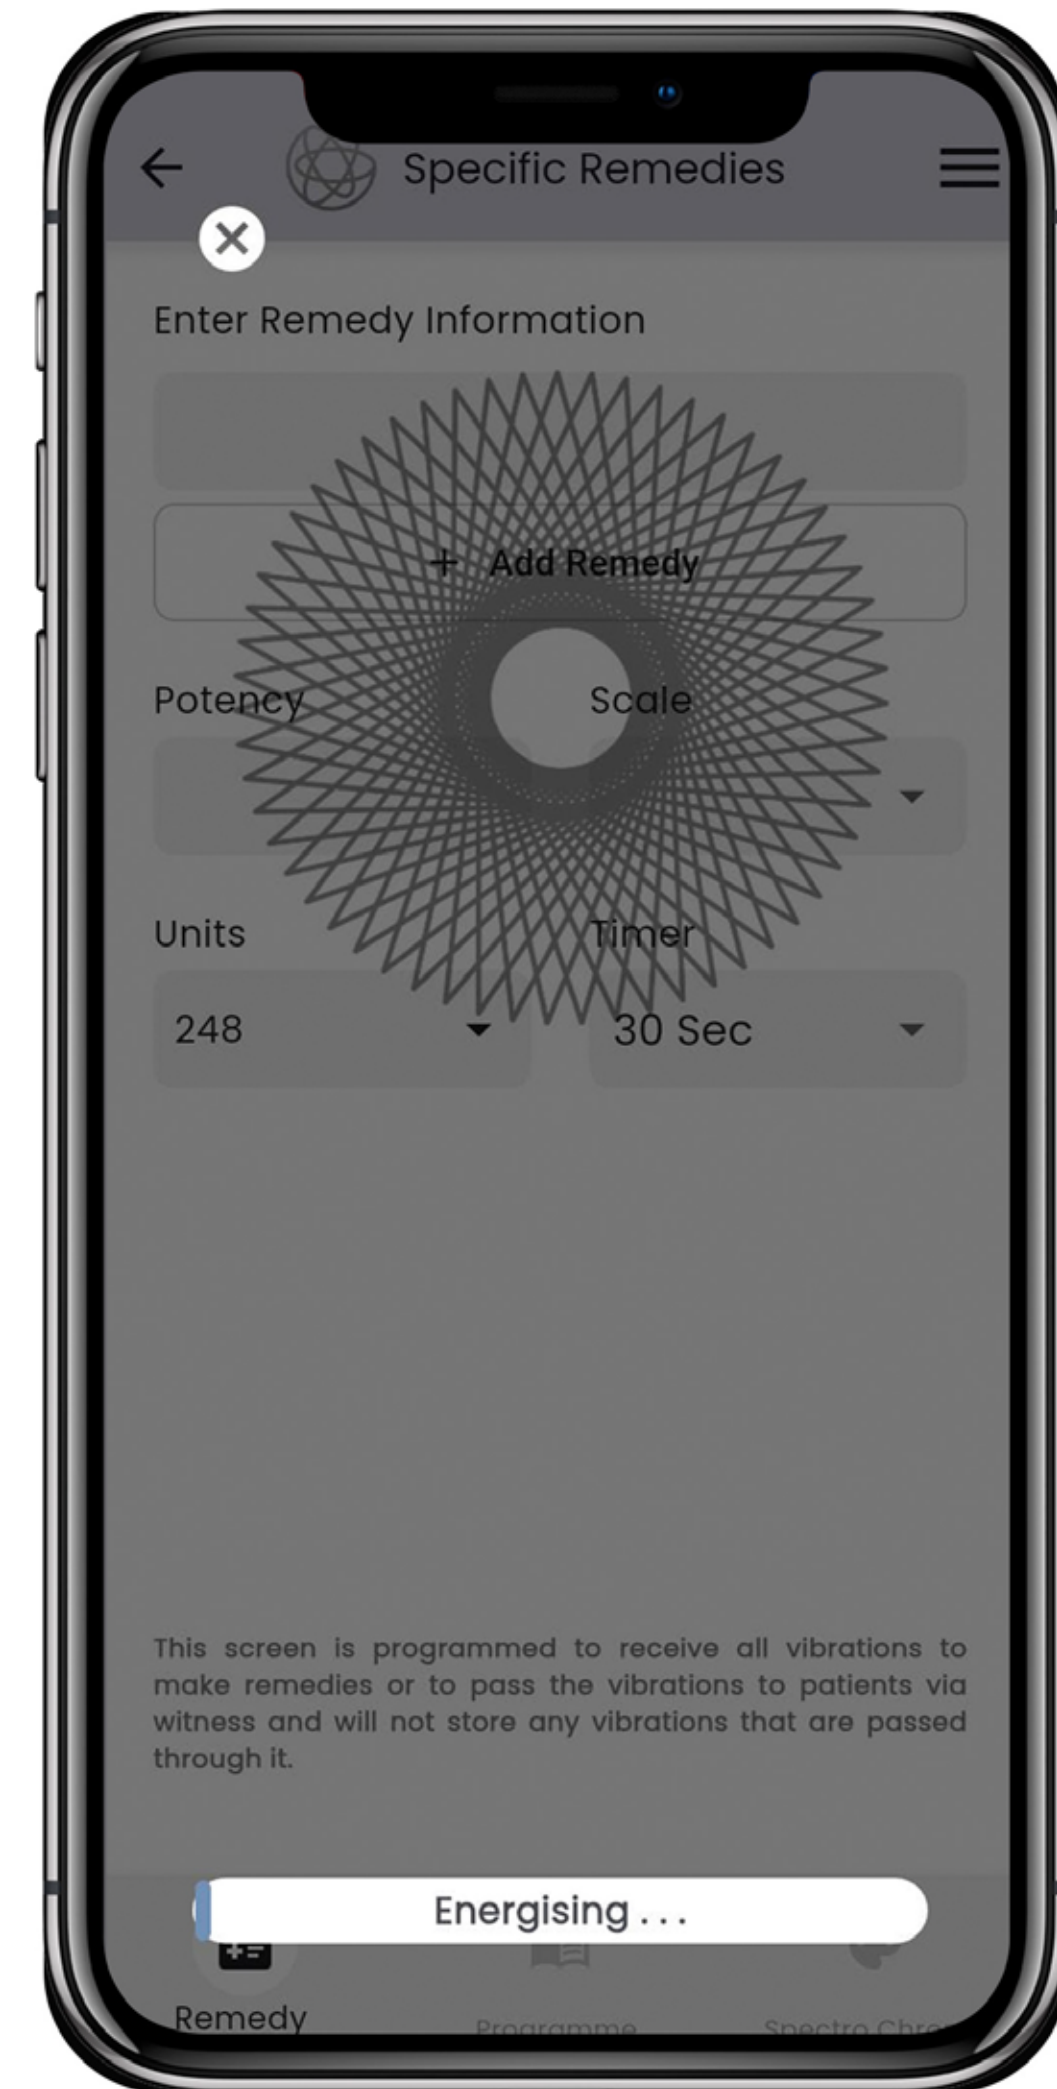 Specific Remedies
Enter Remedy Information
+ Add Remedy
Potency Scale
Units Timer
248 30 Sec
This screen is programmed to receive all vibrations to
make remedies or to pass the vibrations to patients via
witness and will not store any vibrations that are passed
through it.
Energising . . .
Remedy Programme Spectro